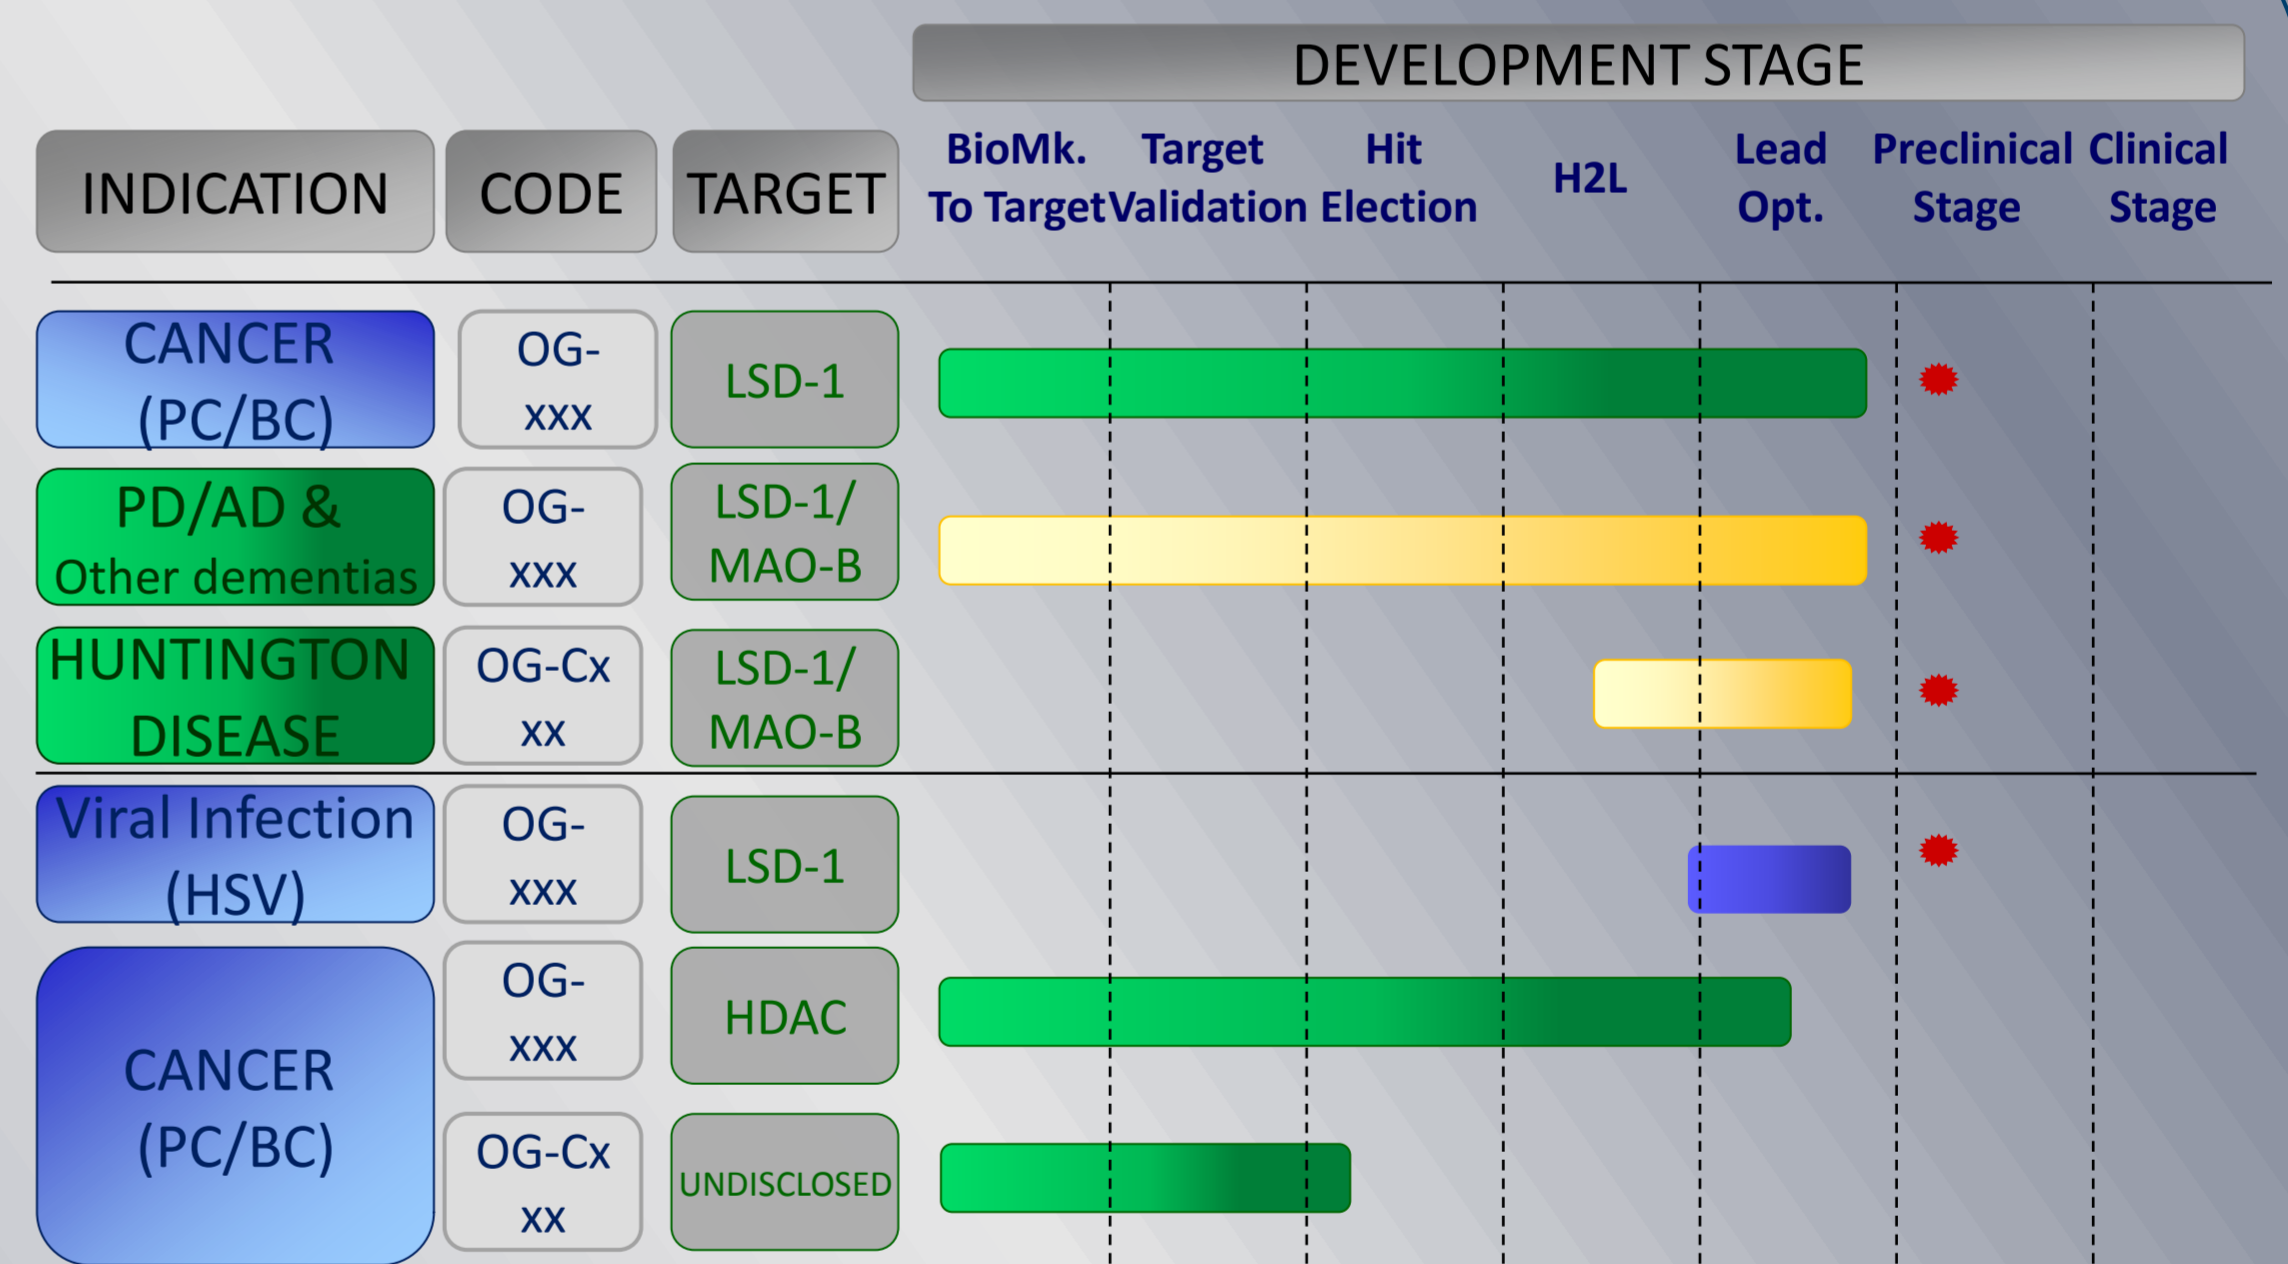 DEVELOPMENT STAGE
INDICATION
CODE
TARGET
BioMk.
To Target
Target
Validation
Hit
Election
H2L
Lead
Opt.
Preclinical
Stage
Clinical
Stage
CANCER
(PC/BC)
OG-
xxx
LSD-1
PD/AD &
Other dementias
OG-
xxx
LSD-1/
MAO-B
HUNTINGTON
DISEASE
OG-Cx
xx
LSD-1/
MAO-B
Viral Infection
(HSV)
OG-
xxx
LSD-1
CANCER
(PC/BC)
OG-
xxx
HDAC
OG-Cx
xx
UNDISCLOSED